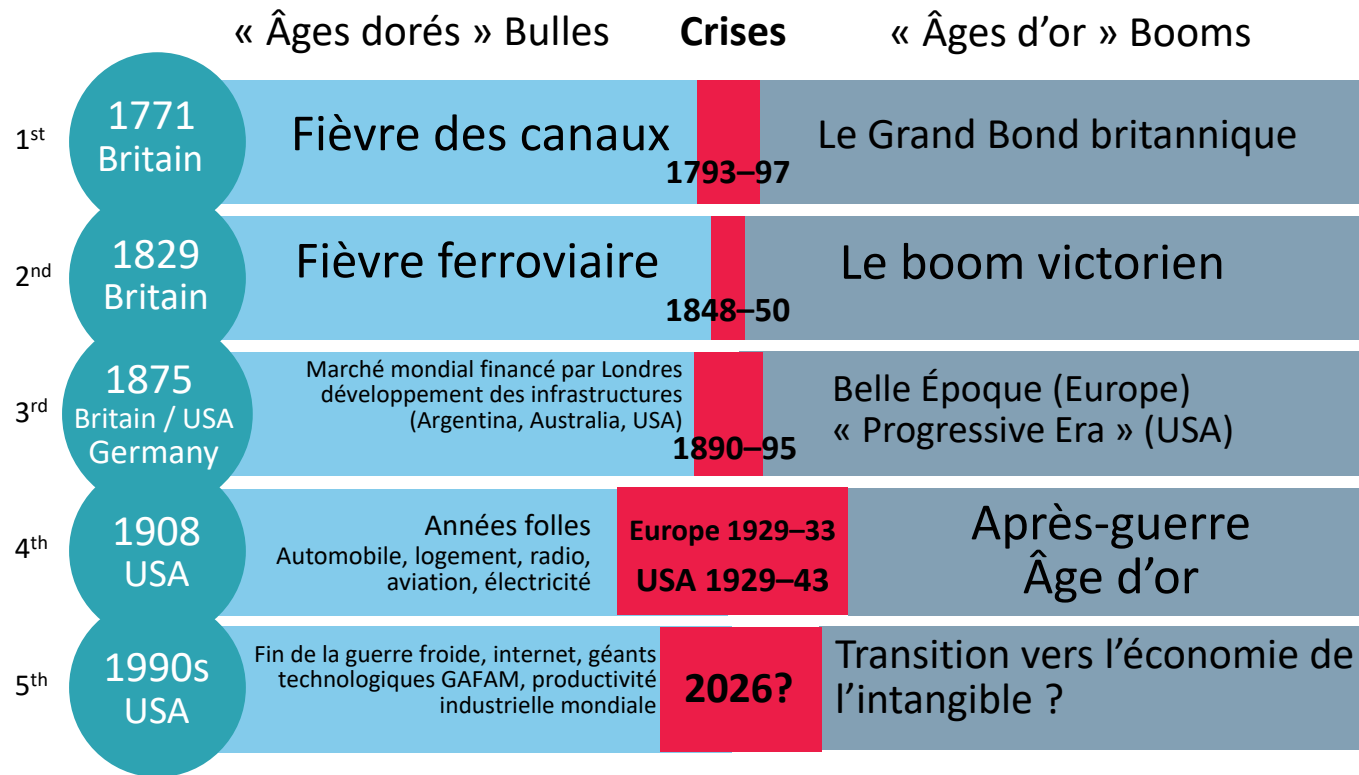 « Âges dorés » Bulles
Crises
« Âges d’or » Booms
1st
1771
Britain
Fièvre des canaux
1793–97
Le Grand Bond britannique
2nd
1829
Britain
Fièvre ferroviaire
1848–50
Le boom victorien
3rd
1875
Britain / USA
Germany
Marché mondial financé par Londres
développement des infrastructures
(Argentina, Australia, USA)
1890–95
Belle Époque (Europe)
« Progressive Era » (USA)
4th
1908
USA
Années folles
Automobile, logement, radio,
aviation, électricité
Europe 1929–33
USA 1929–43
Après-guerre
Âge d’or
5th
1990s
USA
Fin de la guerre froide, internet, géants
technologiques GAFAM, productivité
industrielle mondiale
2026?
Transition vers l’économie de
l’intangible ?